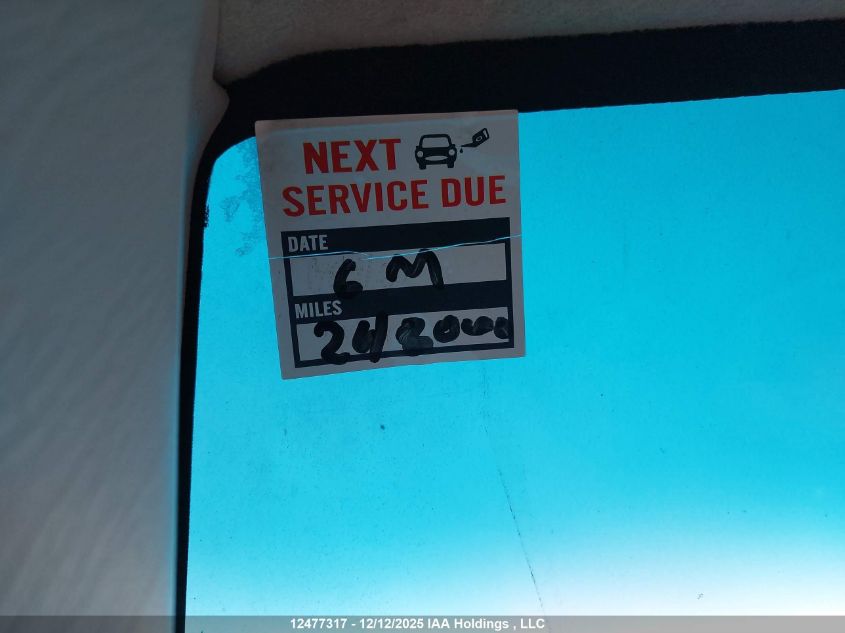 NEXT
SERVICE DUE
DATE
6 M
MILES
12477317 - 12/12/2025 IAA Holdings , LLC